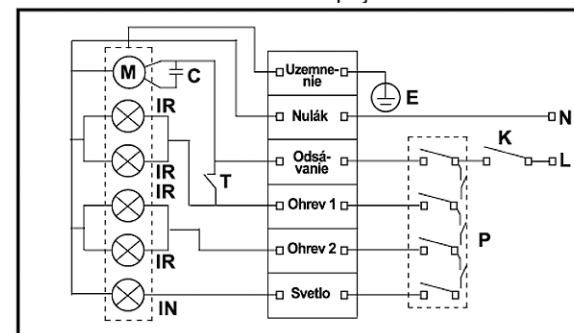 M
C
IR
IR
IR
IR
IN
T
Uzemne-
nie
Nulák
Odsá-
vanie
Ohrev 1
Ohrev 2
Svetlo
E
N
K
L
P